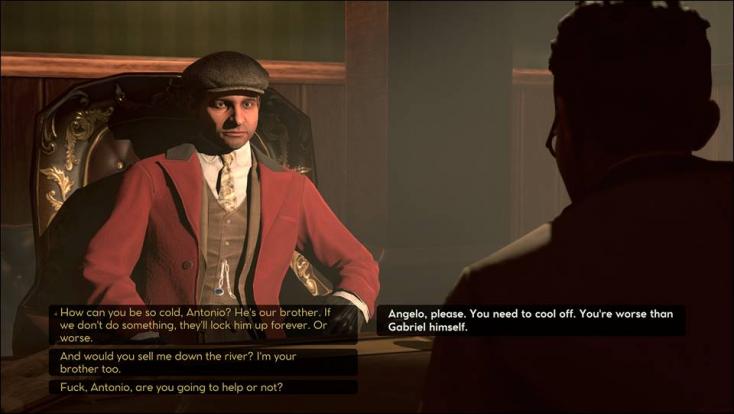 How can you be so cold, Antonio? He's our brother. If
we don't do something, they'll lock him up forever. Or
worse.
And would you sell me down the river? I'm your
brother too.
Fuck, Antonio, are you going to help or not?
Angelo, please. You need to cool off. You're worse than
Gabriel himself.